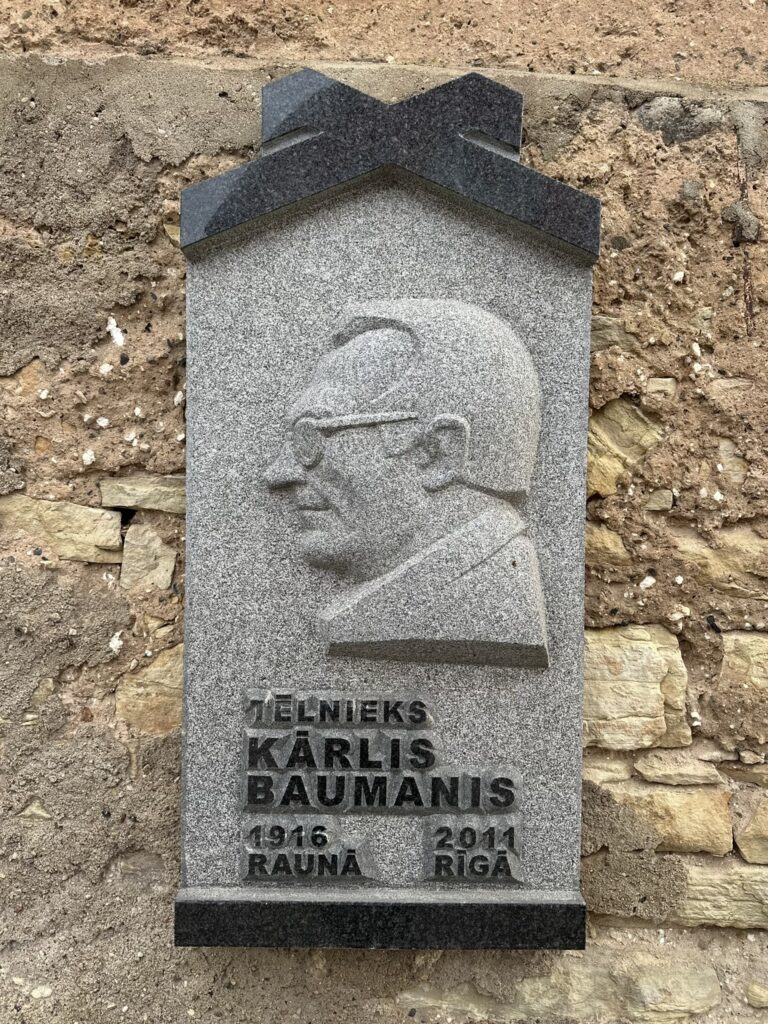 TĒLNIEKS
KĀRLIS
BAUMANIS
1916 2011
RAUNĀ RĪGĀ